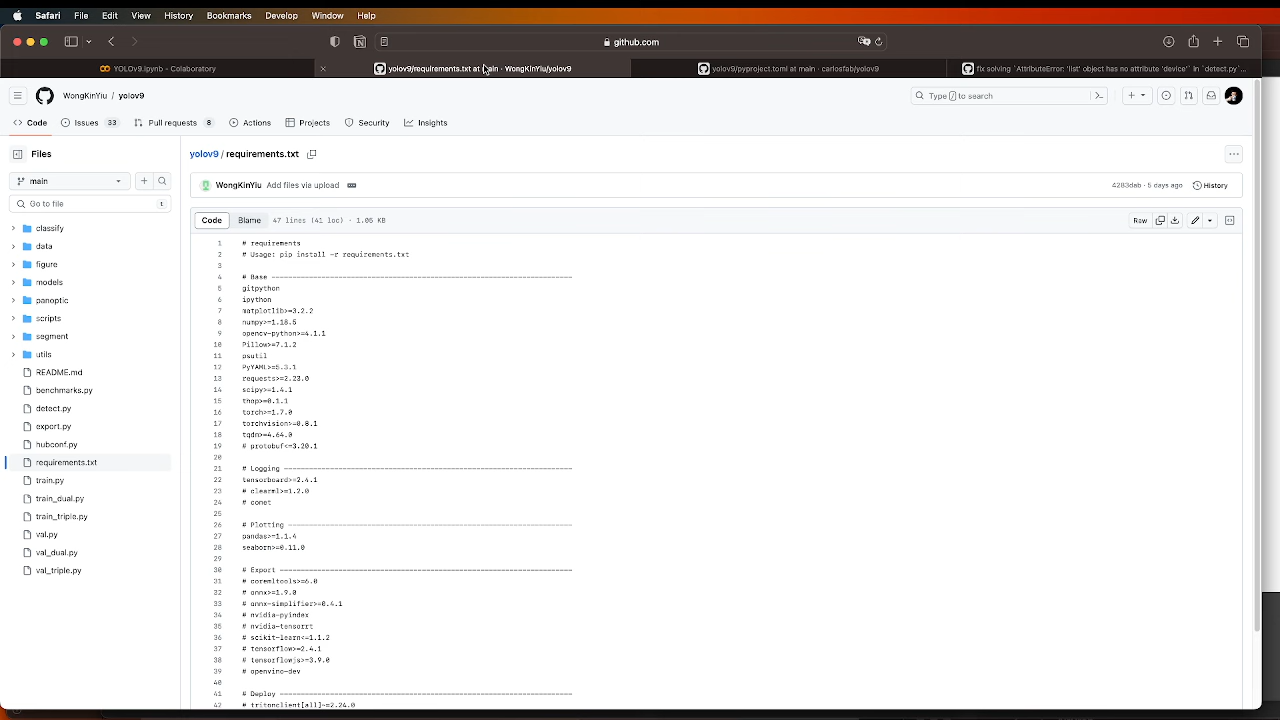 Safari File Edit View History Bookmarks Develop Window Help
github.com
YOLOv9.ipynb - Colaboratory
yolov9/requirements.txt at main · WongKinYiu/yolov9
yolov9/pyproject.toml at main · carlosfab/yolov9
fix solving `AttributeError: 'list' object has no attribute 'device'` in `detect.py`...
WongKinYiu / yolov9
Type / to search
Code
Issues 33
Pull requests 8
Actions
Projects
Security
Insights
Files
main
Go to file t
classify
data
figure
models
panoptic
scripts
segment
utils
README.md
benchmarks.py
detect.py
export.py
hubconf.py
requirements.txt
train.py
train_dual.py
train_triple.py
val.py
val_dual.py
val_triple.py
yolov9 / requirements.txt
WongKinYiu Add files via upload
4283dab · 5 days ago History
Code Blame 47 lines (41 loc) · 1.05 KB
Raw
1 # requirements
2 # Usage: pip install -r requirements.txt
3
4 # Base ------------------------------------------------------------------------
5 gitpython
6 ipython
7 matplotlib>=3.2.2
8 numpy>=1.18.5
9 opencv-python>=4.1.1
10 Pillow>=7.1.2
11 psutil
12 PyYAML>=5.3.1
13 requests>=2.23.0
14 scipy>=1.4.1
15 thop>=0.1.1
16 torch>=1.7.0
17 torchvision>=0.8.1
18 tqdm>=4.64.0
19 # protobuf<=3.20.1
20
21 # Logging ---------------------------------------------------------------------
22 tensorboard>=2.4.1
23 # clearml>=1.2.0
24 # comet
25
26 # Plotting --------------------------------------------------------------------
27 pandas>=1.1.4
28 seaborn>=0.11.0
29
30 # Export ----------------------------------------------------------------------
31 # coremltools>=6.0
32 # onnx>=1.9.0
33 # onnx-simplifier>=0.4.1
34 # nvidia-pyindex
35 # nvidia-tensorrt
36 # scikit-learn<=1.1.2
37 # tensorflow>=2.4.1
38 # tensorflowjs>=3.9.0
39 # openvino-dev
40
41 # Deploy ----------------------------------------------------------------------
42 # tritonclient[all]~=2.24.0